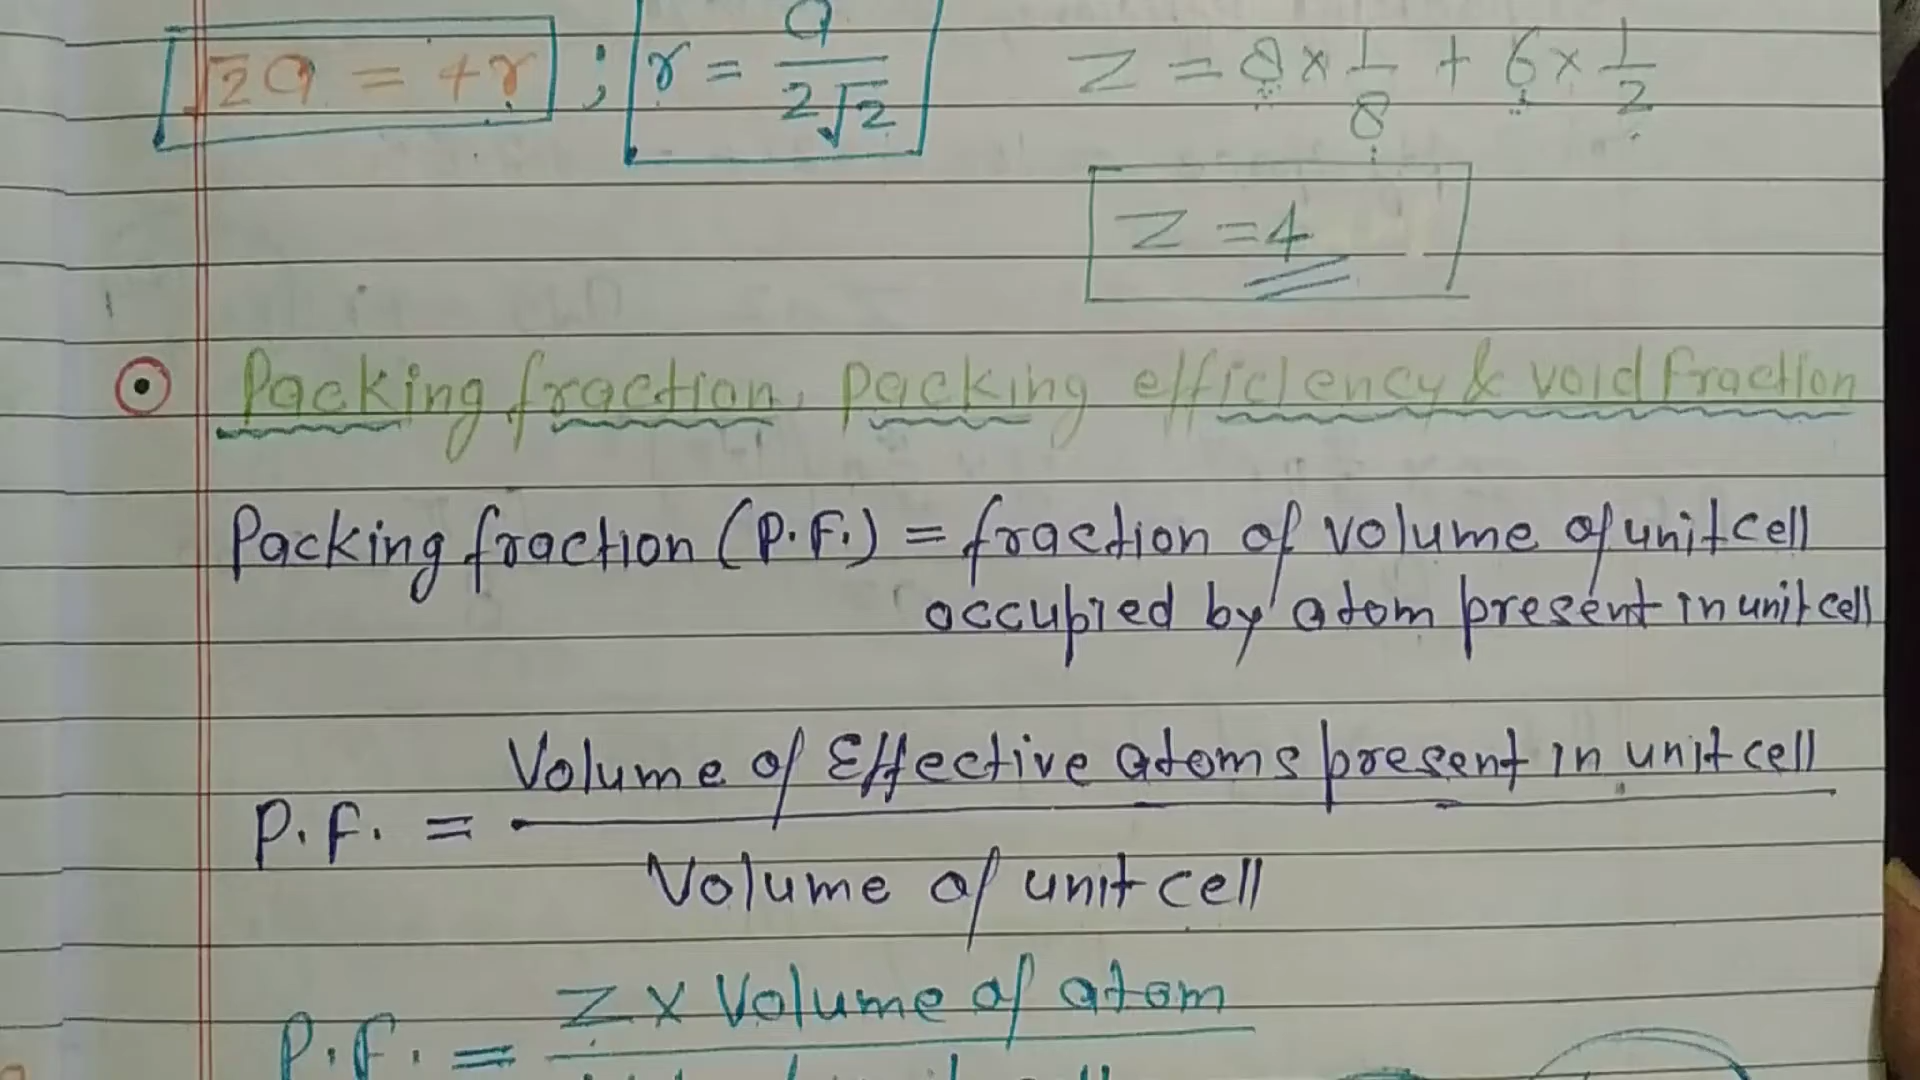 √2a = 4r ; r = a/2√2 Z = 8 × 1/8 + 6 × 1/2
Z = 4
Packing fraction, Packing efficiency & void fraction
Packing fraction (P.F.) = fraction of volume of unit cell
occupied by atom present in unit cell
Volume of Effective atoms present in unit cell
P.F. =
Volume of unit cell
Z × Volume of atom
P.F. =